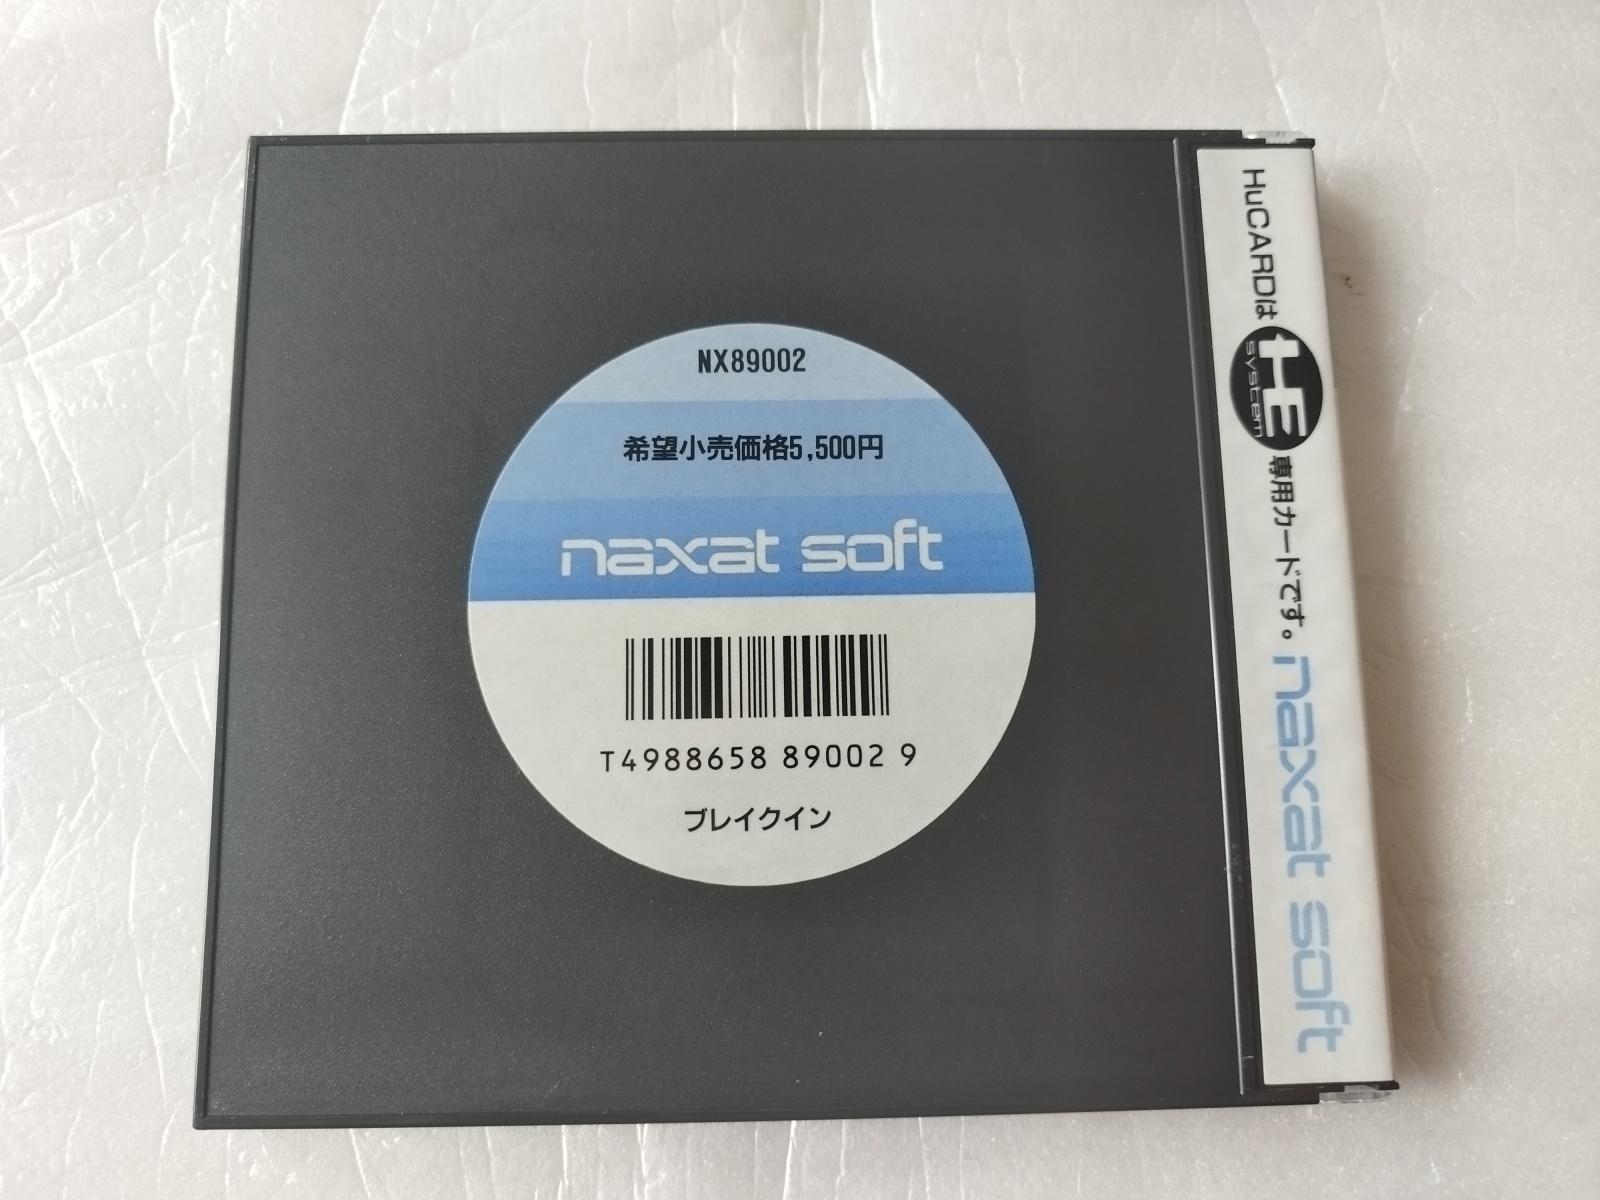 NX89002
希望小売価格5,500円
naxat soft
T4988658 89002 9
ブレイクイン
HuCARDは HE system 専用カードです。 naxat soft